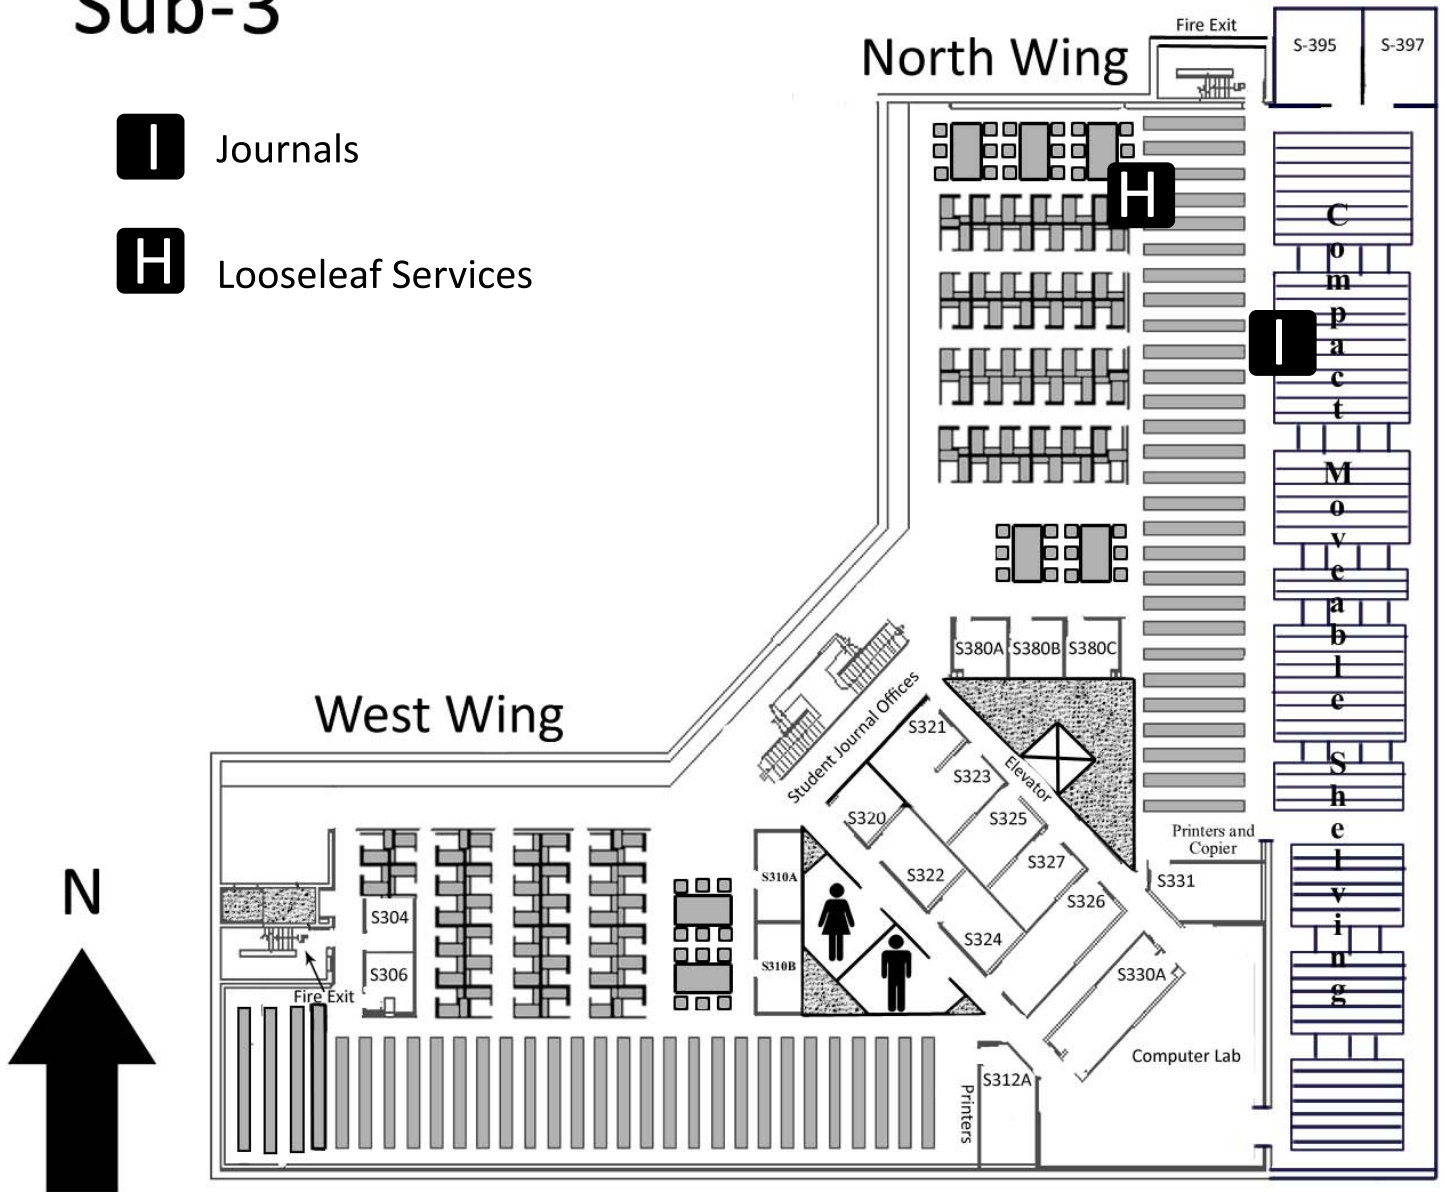 Sub-3
I Journals
H Looseleaf Services
North Wing
Fire Exit
S-395
S-397
UP
H
I
Compact Moveable Shelving
S380A
S380B
S380C
West Wing
Student Journal Offices
Elevator
S321
S323
S320
S325
S327
S322
S326
S324
S330A
Printers and
Copier
S331
S310A
S310B
S304
S306
UP
Fire Exit
N
Computer Lab
S312A
Printers